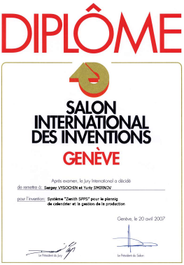 DIPLÔME
SALON
INTERNATIONAL
DES INVENTIONS
GENÈVE
Après examen, le Jury International a décidé
de remettre à Sergey VYGOCHEN et Yuriy SMIRNOV
pour l'invention: Système "Zenith SPPS" pour le planning
de calendrier et la gestion de la production
Genève, le 20 avril 2007
Le Président du Jury
Le Président du Salon